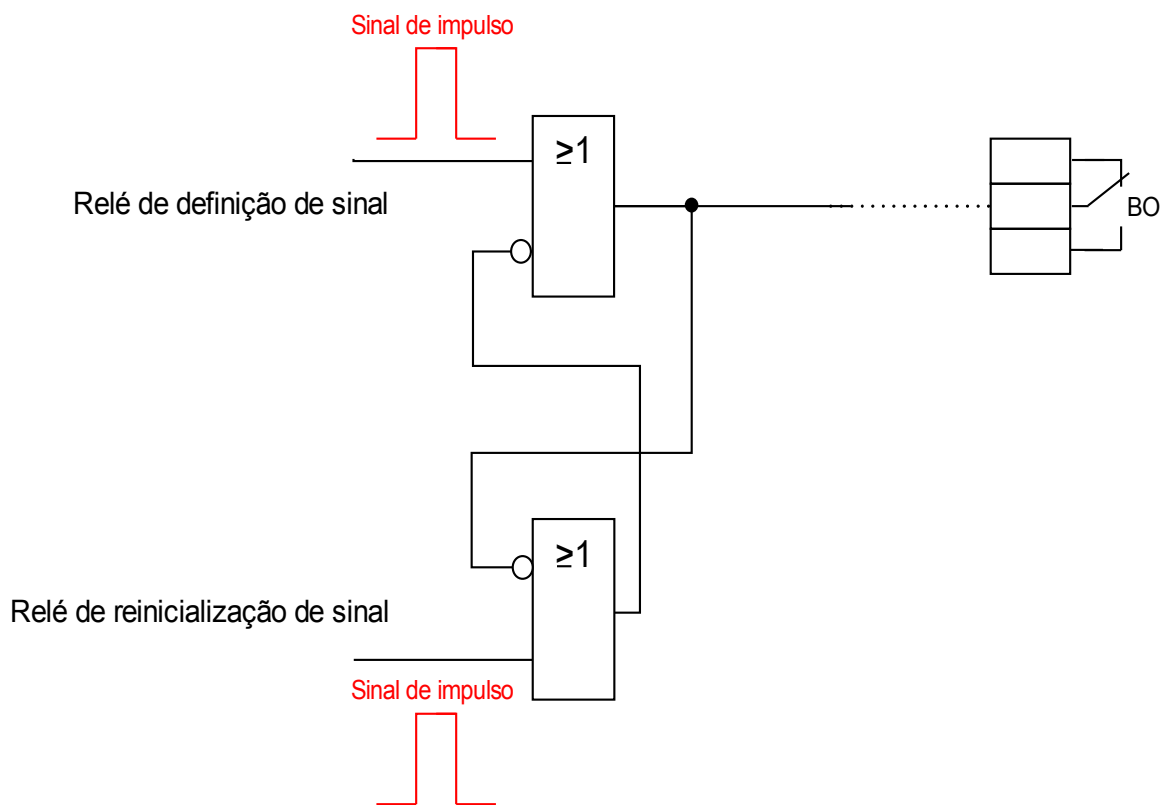 Sinal de impulso
≥1
Relé de definição de sinal
BO
≥1
Relé de reinicialização de sinal
Sinal de impulso